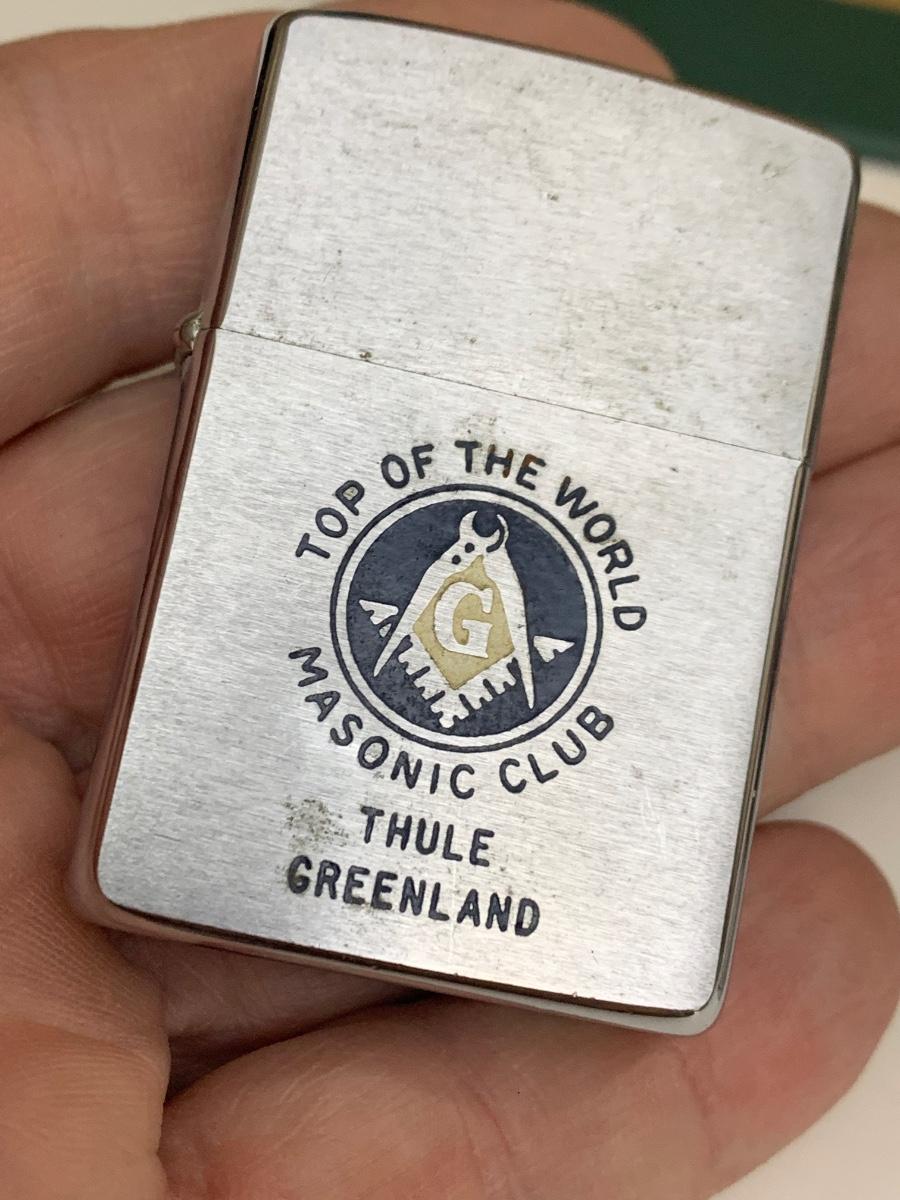 TOP OF THE WORLD
G
MASONIC CLUB
THULE
GREENLAND